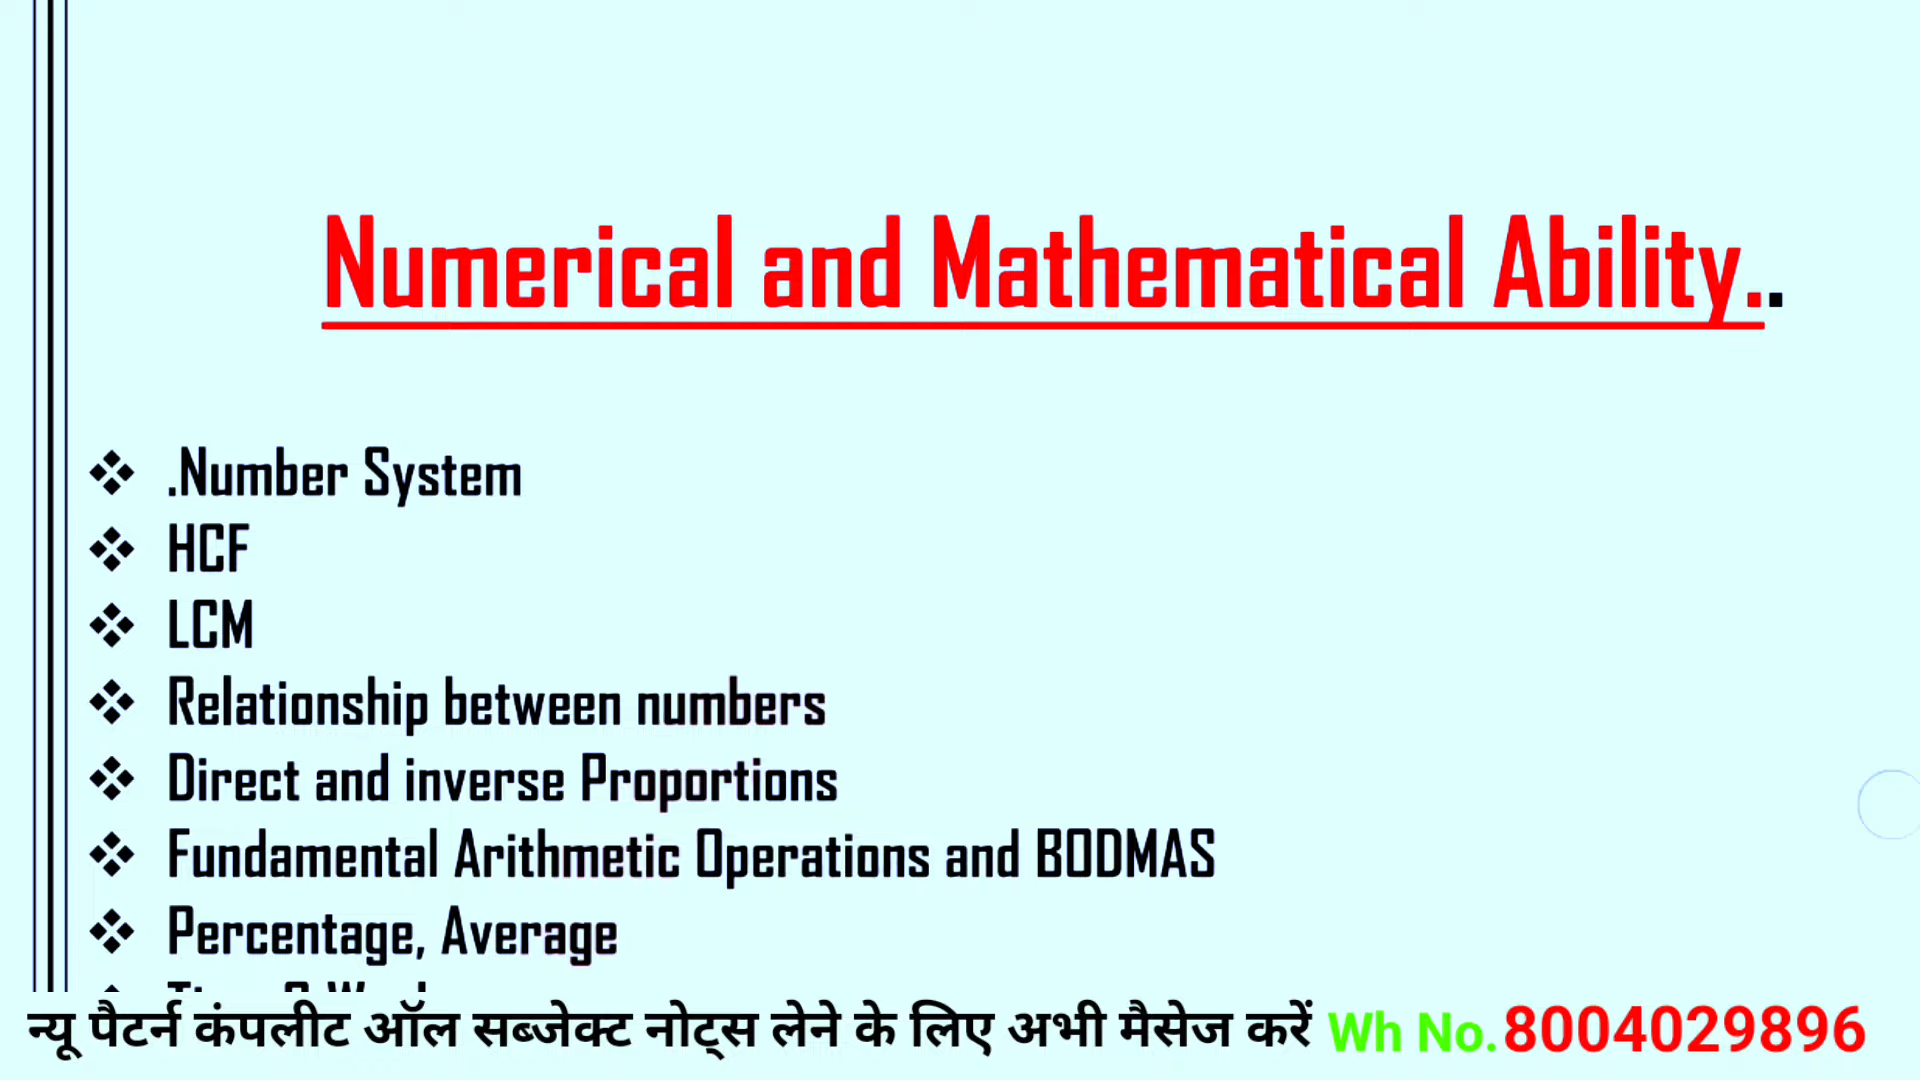 Numerical and Mathematical Ability..
❖ .Number System
❖ HCF
❖ LCM
❖ Relationship between numbers
❖ Direct and inverse Proportions
❖ Fundamental Arithmetic Operations and BODMAS
❖ Percentage, Average
न्यू पैटर्न कंपलीट ऑल सब्जेक्ट नोट्स लेने के लिए अभी मैसेज करें Wh No.8004029896